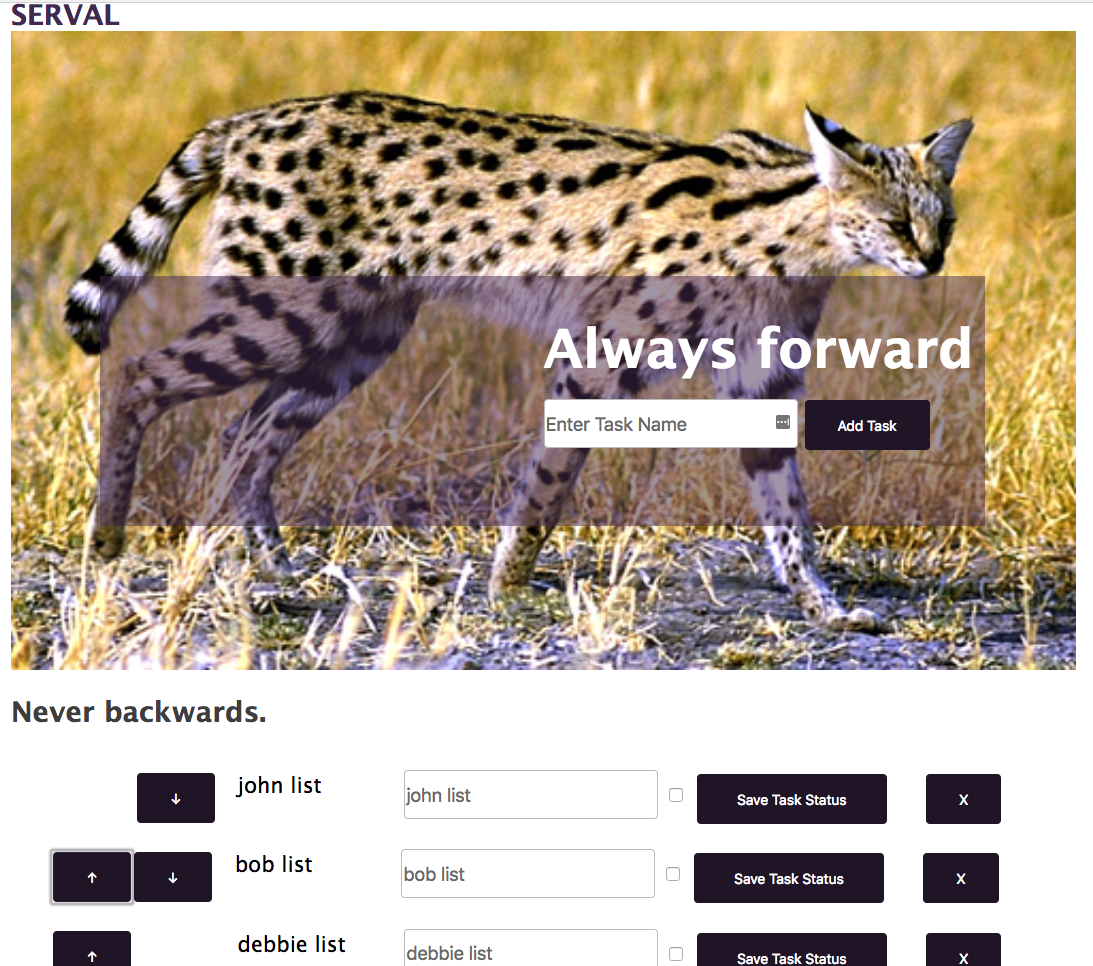 SERVAL
Always forward
Enter Task Name Add Task
Never backwards.
↓ john list john list Save Task Status X
↑ ↓ bob list bob list Save Task Status X
↑ debbie list debbie list Save Task Status X